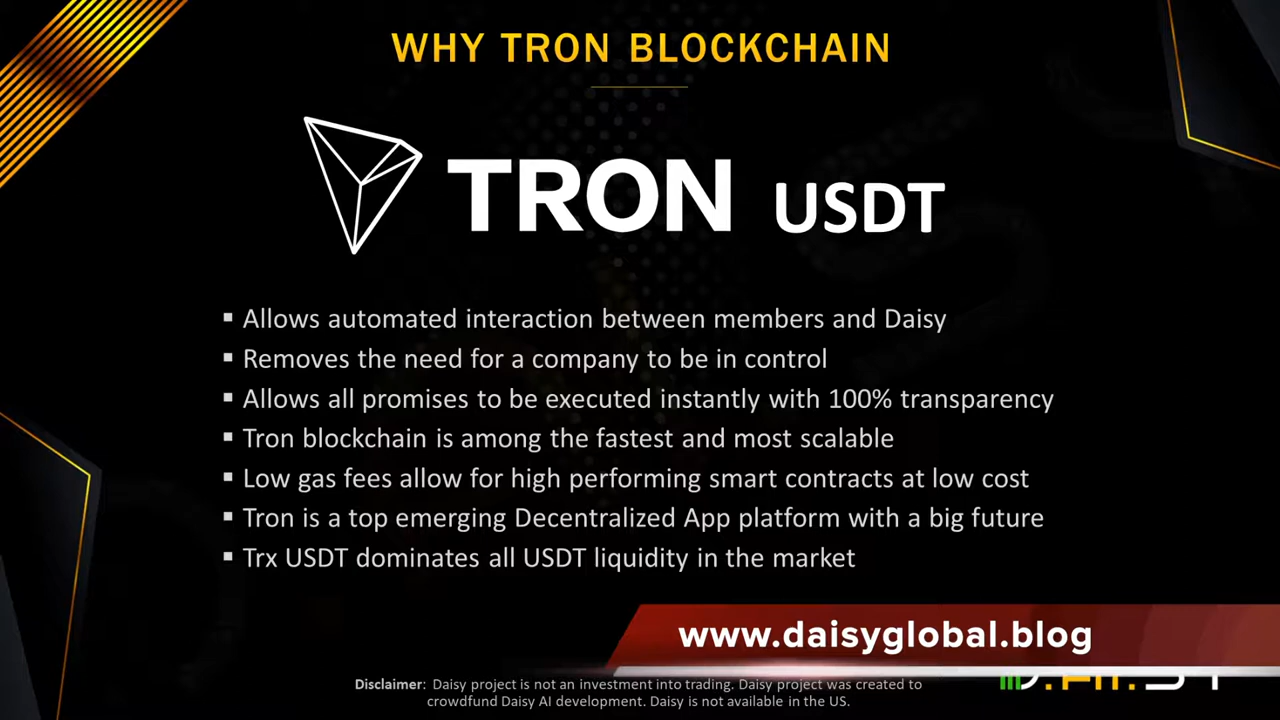 WHY TRON BLOCKCHAIN
TRON USDT
▪ Allows automated interaction between members and Daisy
▪ Removes the need for a company to be in control
▪ Allows all promises to be executed instantly with 100% transparency
▪ Tron blockchain is among the fastest and most scalable
▪ Low gas fees allow for high performing smart contracts at low cost
▪ Tron is a top emerging Decentralized App platform with a big future
▪ Trx USDT dominates all USDT liquidity in the market
www.daisyglobal.blog
Disclaimer: Daisy project is not an investment into trading. Daisy project was created to
crowdfund Daisy AI development. Daisy is not available in the US.